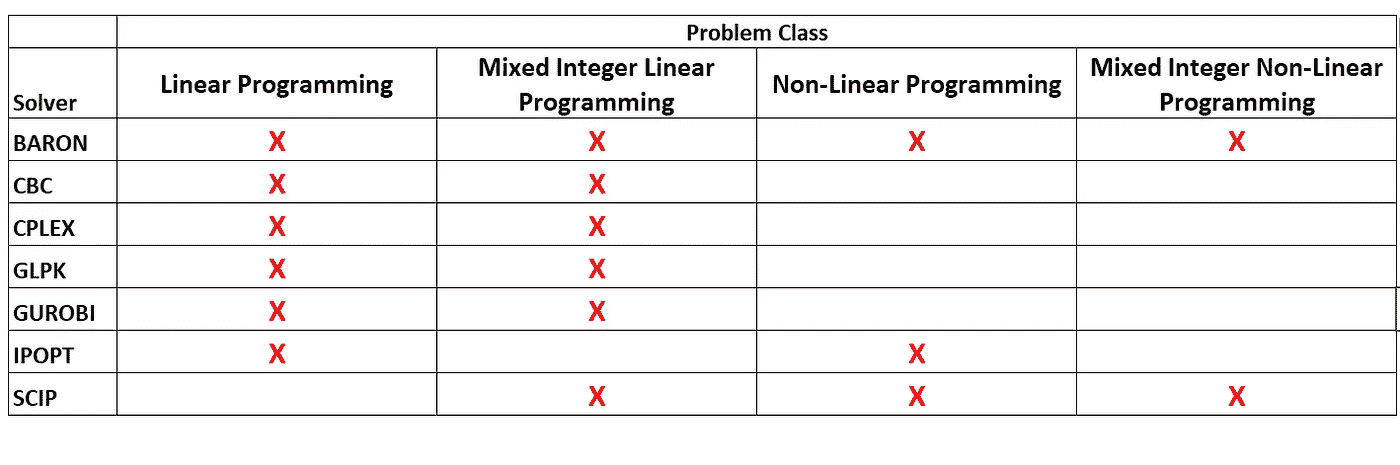 Problem Class
Solver Linear Programming Mixed Integer Linear Programming Non-Linear Programming Mixed Integer Non-Linear Programming
BARON X X X X
CBC X X
CPLEX X X
GLPK X X
GUROBI X X
IPOPT X X
SCIP X X X